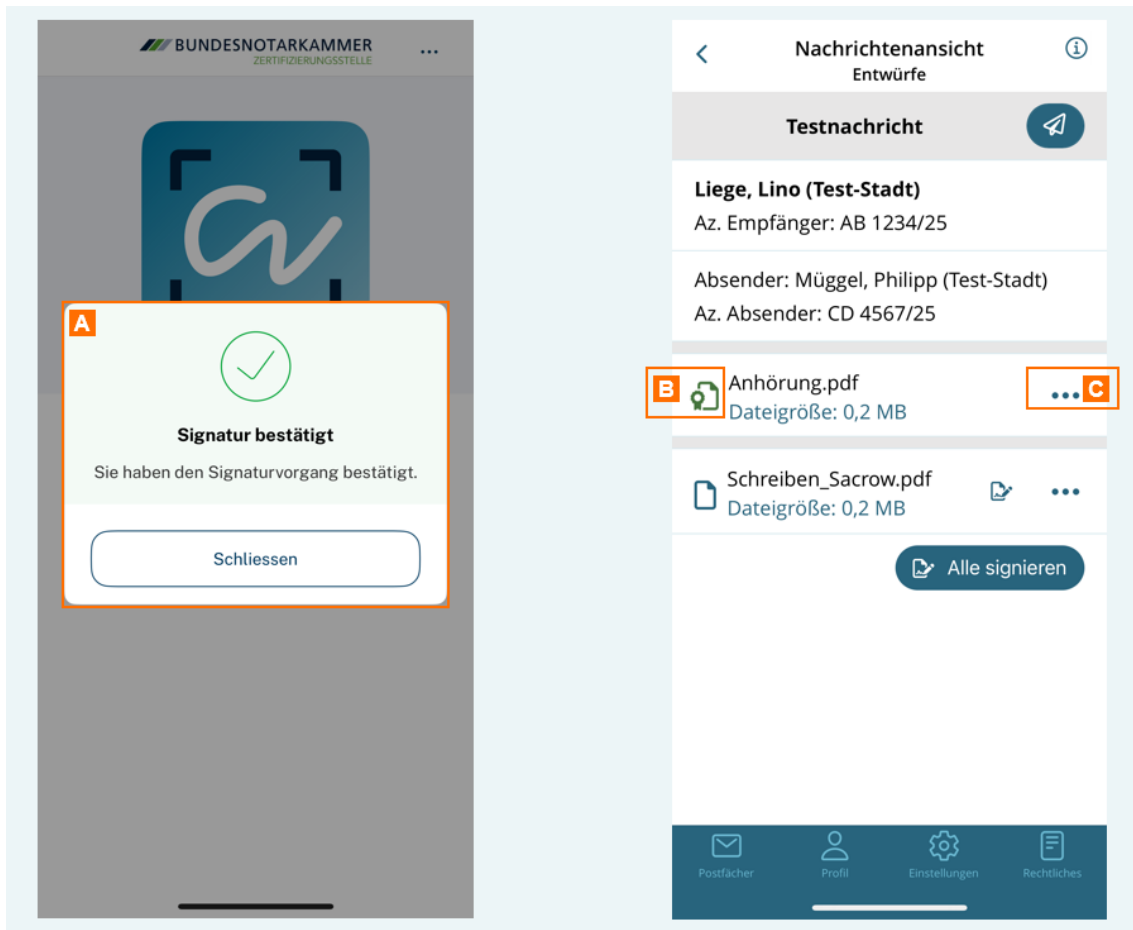 BUNDESNOTARKAMMER
ZERTIFIZIERUNGSSTELLE
A
Signatur bestätigt
Sie haben den Signaturvorgang bestätigt.
Schliessen
Nachrichtenansicht
Entwürfe
Testnachricht
Liege, Lino (Test-Stadt)
Az. Empfänger: AB 1234/25
Absender: Müggel, Philipp (Test-Stadt)
Az. Absender: CD 4567/25
B
Anhörung.pdf
Dateigröße: 0,2 MB
C
Schreiben_Sacrow.pdf
Dateigröße: 0,2 MB
Alle signieren
Postfächer Profil Einstellungen Rechtliches